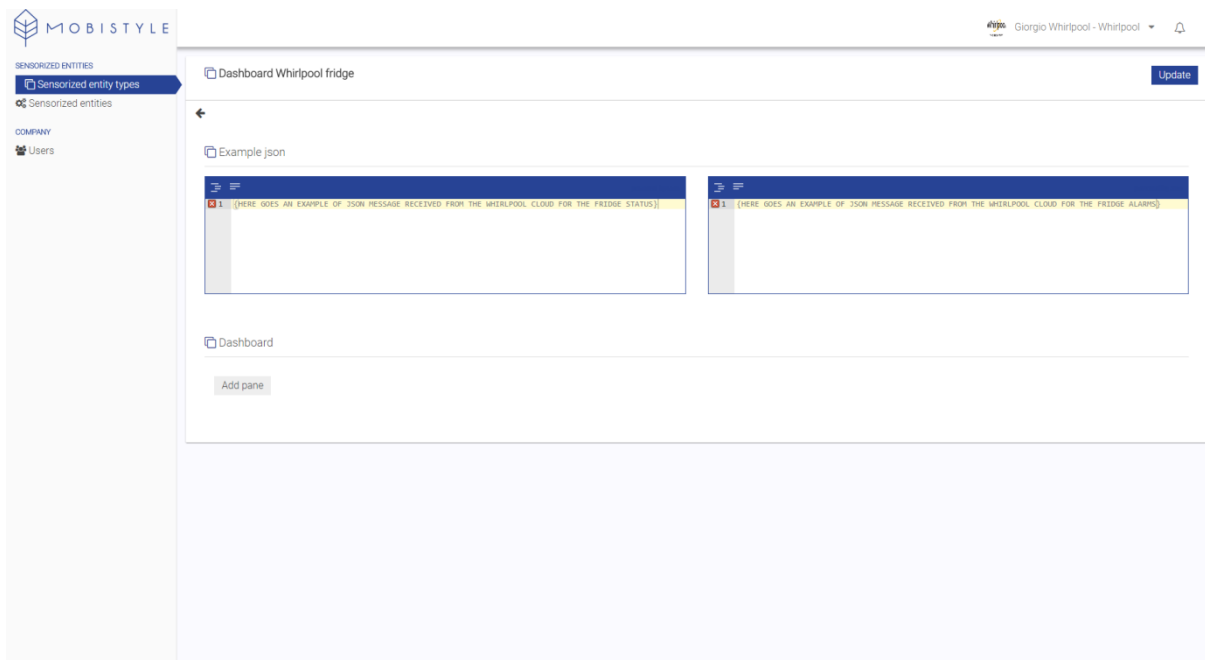 MOBISTYLE
Giorgio Whirlpool - Whirlpool
SENSORIZED ENTITIES
Sensorized entity types
Sensorized entities
COMPANY
Users
Dashboard Whirlpool fridge
Update
Example json
1 {HERE GOES AN EXAMPLE OF JSON MESSAGE RECEIVED FROM THE WHIRLPOOL CLOUD FOR THE FRIDGE STATUS}
1 {HERE GOES AN EXAMPLE OF JSON MESSAGE RECEIVED FROM THE WHIRLPOOL CLOUD FOR THE FRIDGE ALARMS}
Dashboard
Add pane